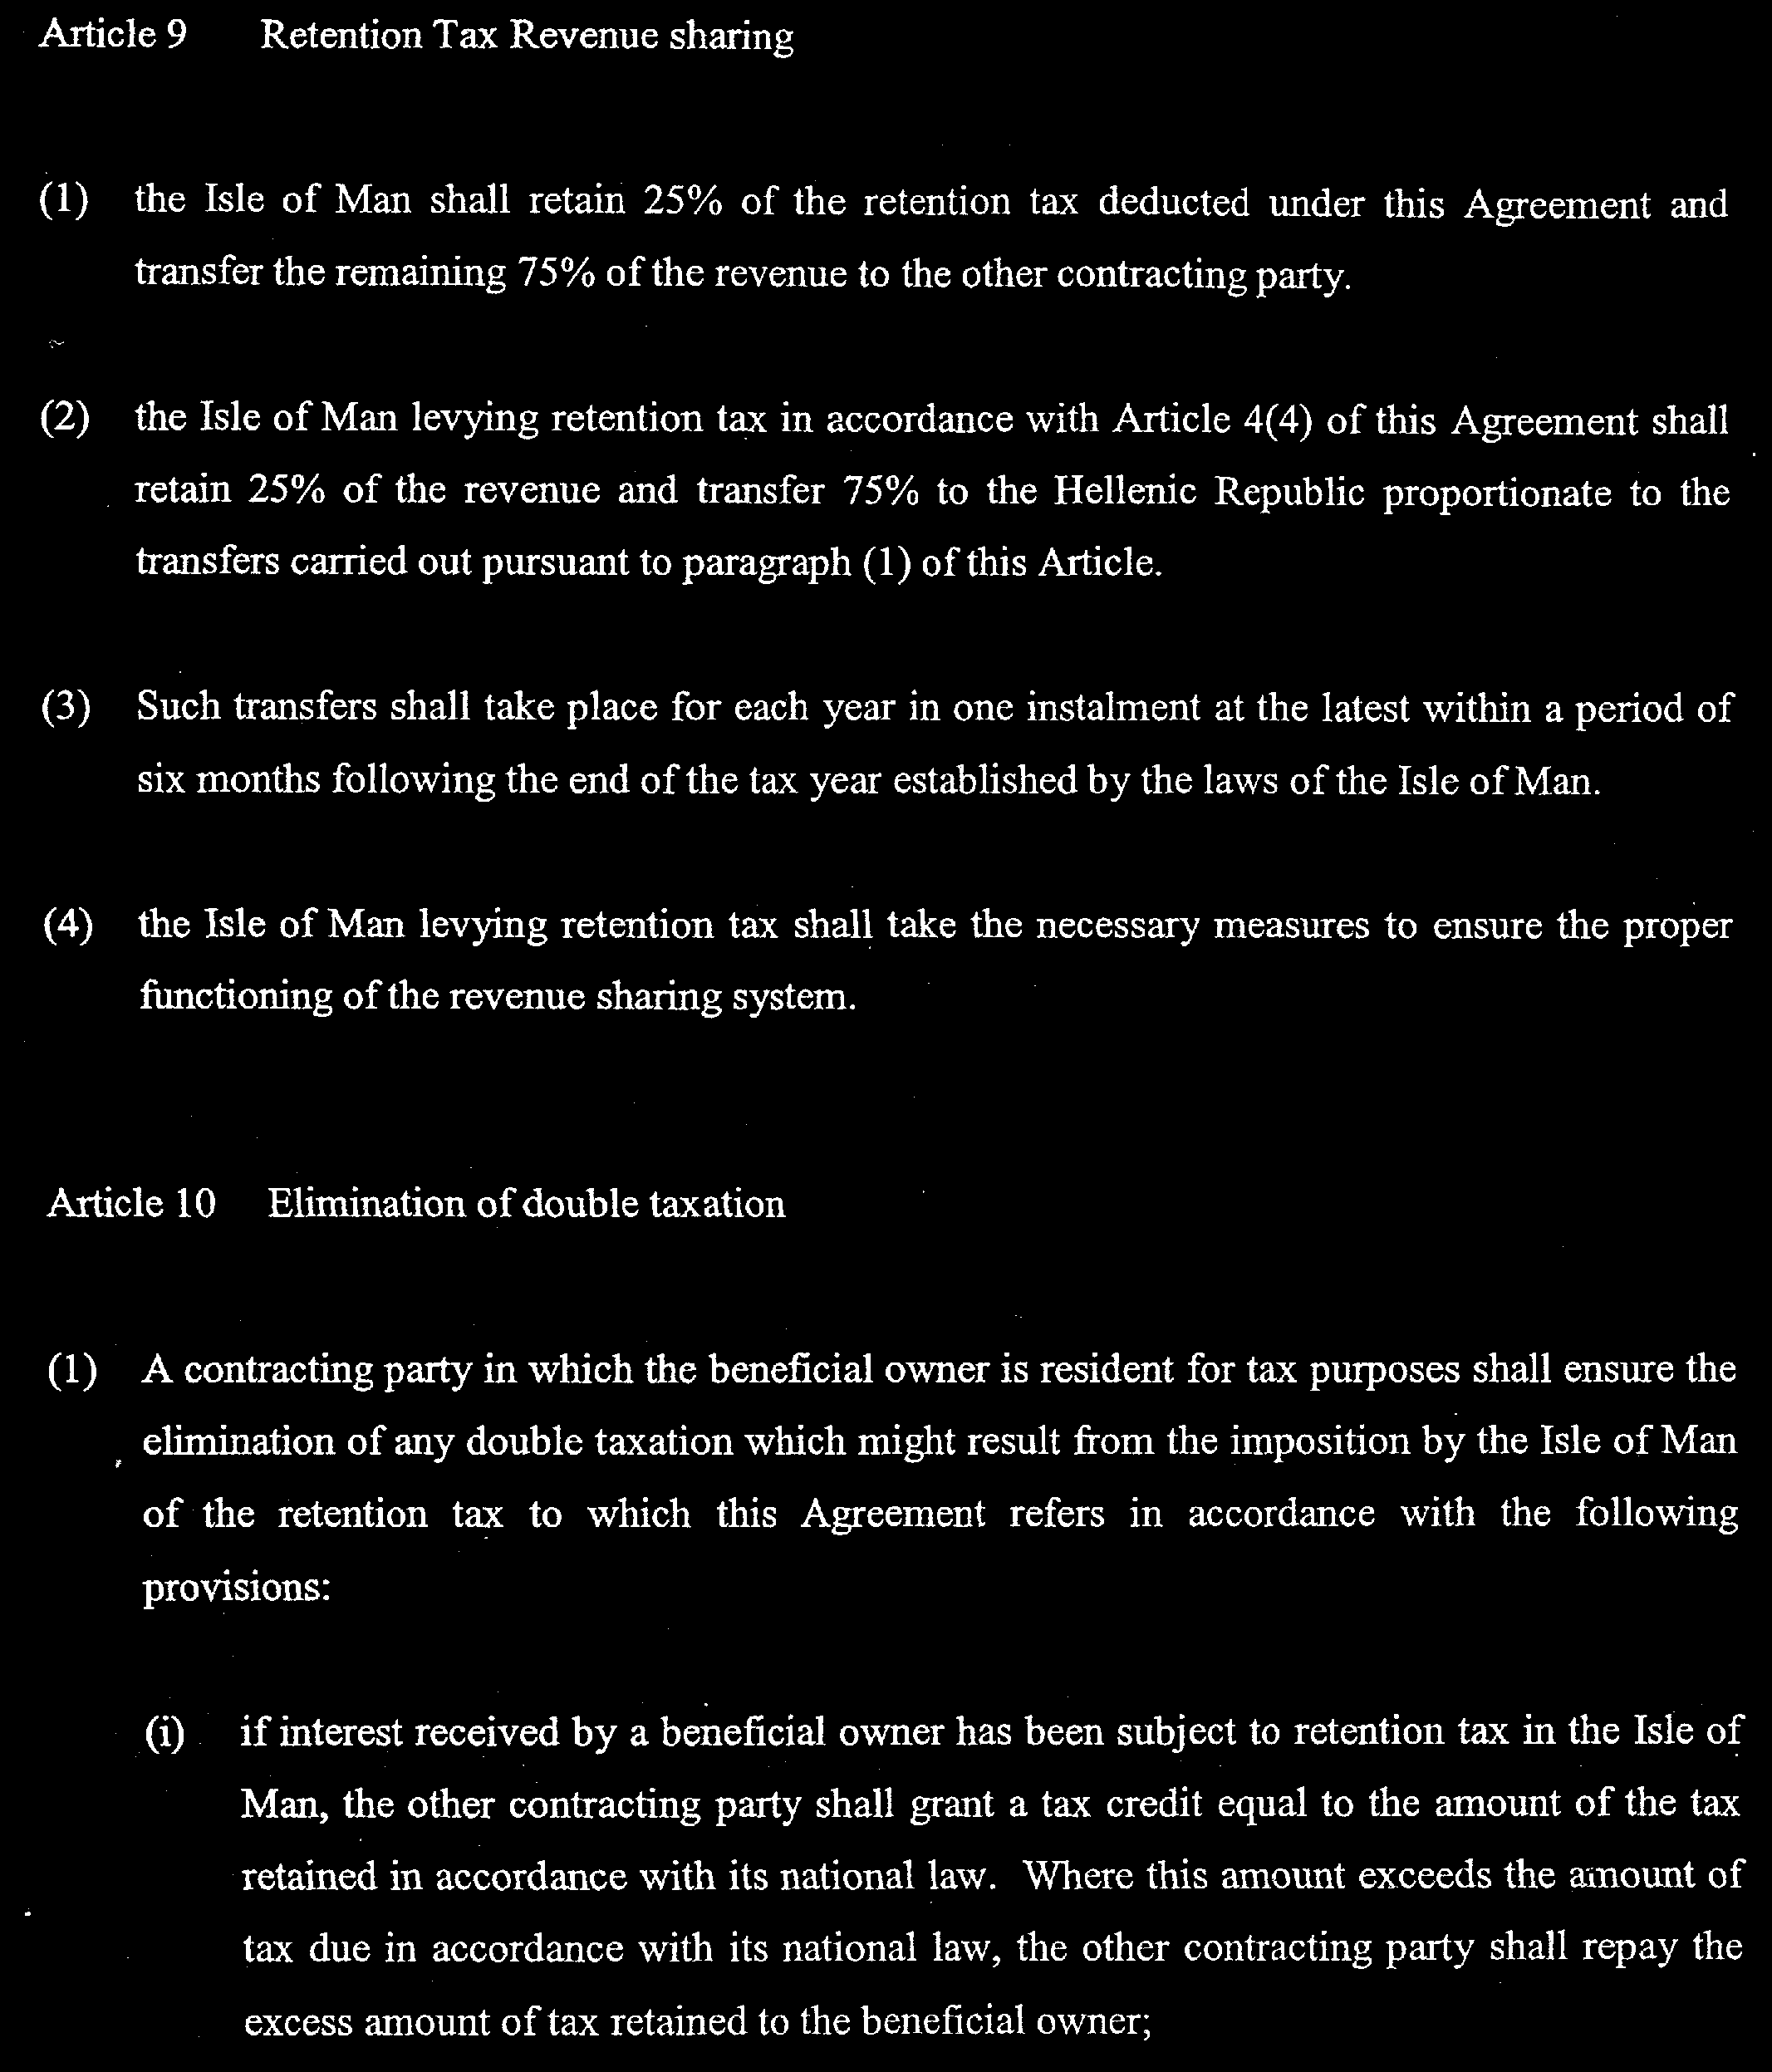 Article 9 Retention Tax Revenue sharing
(1) the Isle of Man shall retain 25% of the retention tax deducted under this Agreement and
transfer the remaining 75% of the revenue to the other contracting party.
(2) the Isle of Man levying retention tax in accordance with Article 4(4) of this Agreement shall
retain 25% of the revenue and transfer 75% to the Hellenic Republic proportionate to the
transfers carried out pursuant to paragraph (1) of this Article.
(3) Such transfers shall take place for each year in one instalment at the latest within a period of
six months following the end of the tax year established by the laws of the Isle of Man.
(4) the Isle of Man levying retention tax shall take the necessary measures to ensure the proper
functioning of the revenue sharing system.
Article 10 Elimination of double taxation
(1) A contracting party in which the beneficial owner is resident for tax purposes shall ensure the
elimination of any double taxation which might result from the imposition by the Isle of Man
of the retention tax to which this Agreement refers in accordance with the following
provisions:
(i) if interest received by a beneficial owner has been subject to retention tax in the Isle of
Man, the other contracting party shall grant a tax credit equal to the amount of the tax
retained in accordance with its national law. Where this amount exceeds the amount of
tax due in accordance with its national law, the other contracting party shall repay the
excess amount of tax retained to the beneficial owner;